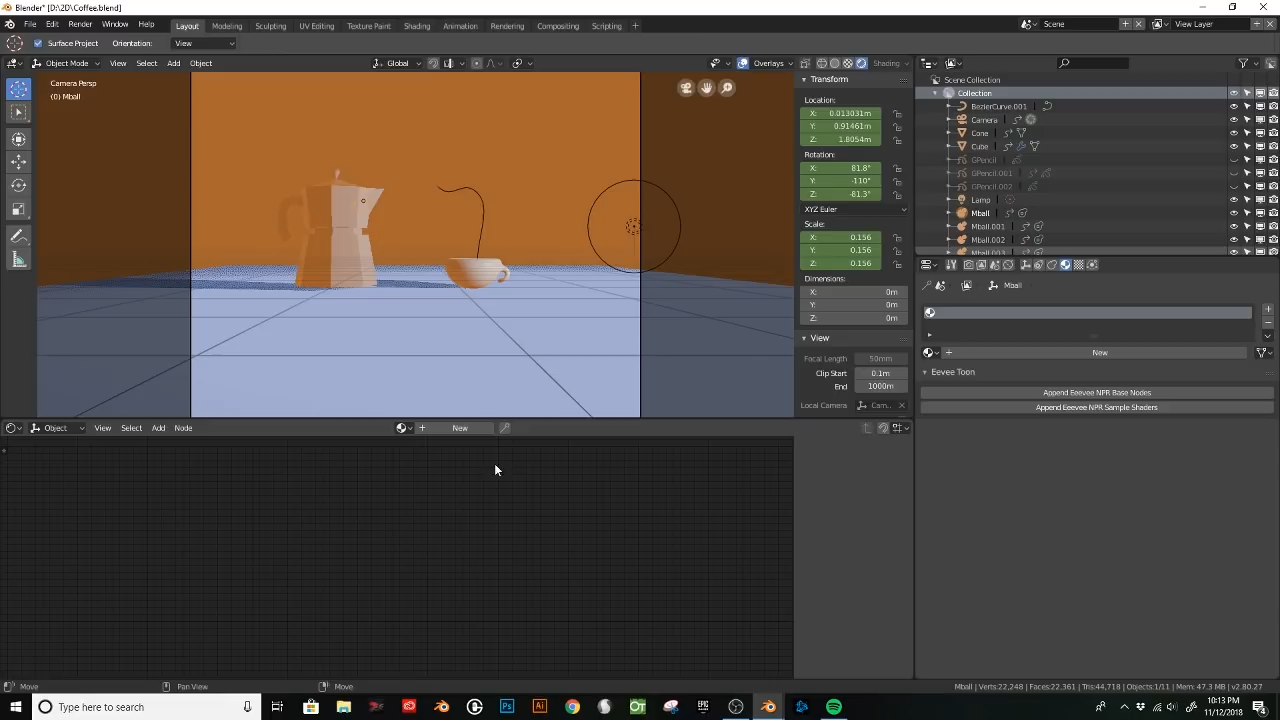 Blender* [D:\2D\Coffee.blend]
File Edit Render Window Help Layout Modeling Sculpting UV Editing Texture Paint Shading Animation Rendering Compositing Scripting Scene View Layer
Surface Project Orientation: View
Object Mode View Select Add Object Global Overlays Shading
Camera Persp
(0) Mball
Transform
Location:
X: 0.013031m
Y: 0.91461m
Z: 1.8054m
Rotation:
X: 81.8°
Y: -110°
Z: -81.3°
XYZ Euler
Scale:
X: 0.156
Y: 0.156
Z: 0.156
Dimensions:
X: 0m
Y: 0m
Z: 0m
View
Focal Length 50mm
Clip Start 0.1m
End 1000m
Local Camera Cam...
Scene Collection
Collection
BezierCurve.001
Camera
Cone
Cube
GPencil
GPencil.001
GPencil.002
Lamp
Mball
Mball.001
Mball.002
Mball.003
Mball
New
Eevee Toon
Append Eeevee NPR Base Nodes
Append Eeevee NPR Sample Shaders
Object View Select Add Node New
Move Pan View Move Mball | Verts:22,248 | Faces:22,361 | Tris:44,718 | Objects:1/11 | Mem: 47.3 MB | v2.80.27
Type here to search
10:13 PM
11/12/2018